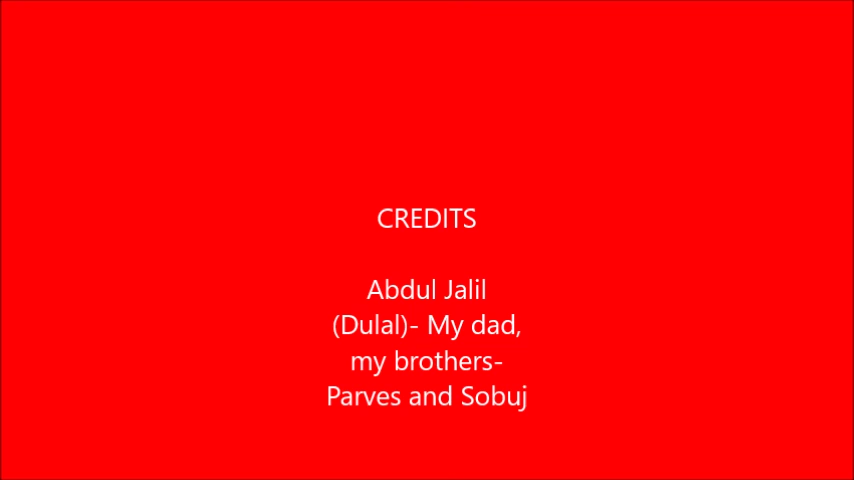 CREDITS
Abdul Jalil
(Dulal)- My dad,
my brothers-
Parves and Sobuj